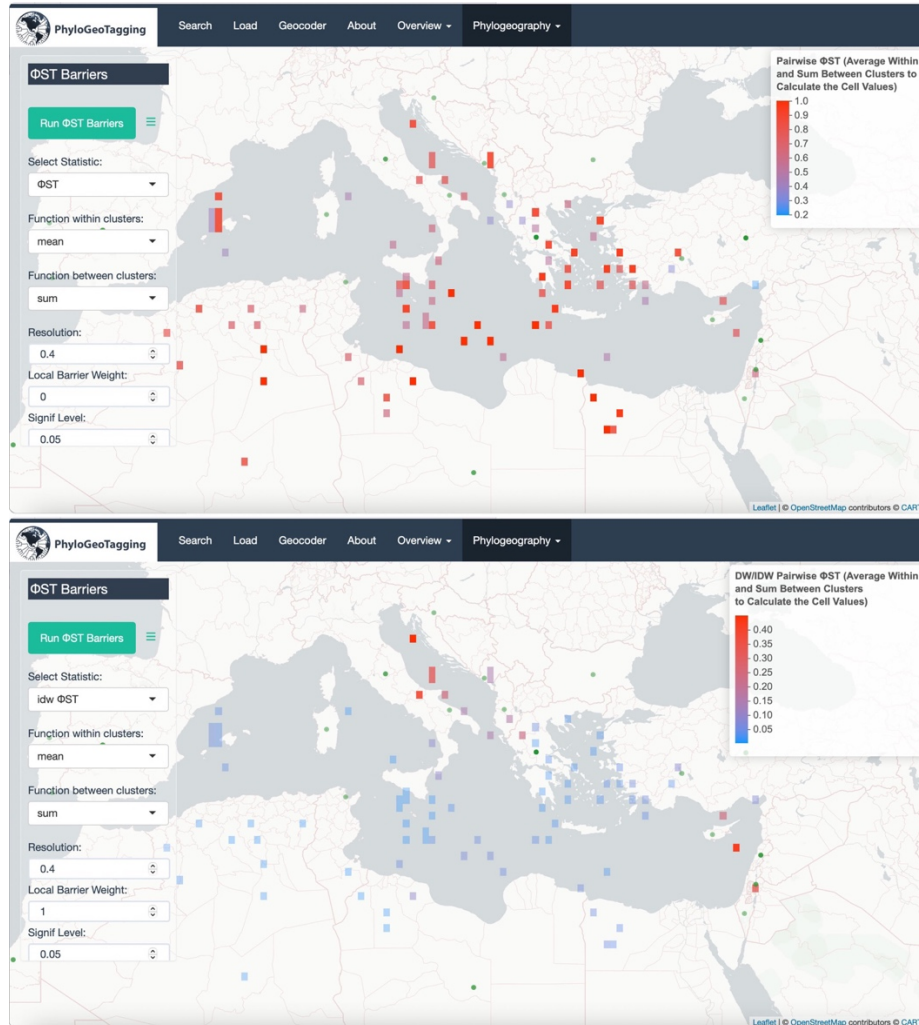 PhyloGeoTagging Search Load Geocoder About Overview Phylogeography
ΦST Barriers
Run ΦST Barriers
Select Statistic:
ΦST
Function within clusters:
mean
Function between clusters:
sum
Resolution:
0.4
Local Barrier Weight:
0
Signif Level:
0.05
Pairwise ΦST (Average Within
and Sum Between Clusters to
Calculate the Cell Values)
1.0
0.9
0.8
0.7
0.6
0.5
0.4
0.3
0.2
Leaflet | © OpenStreetMap contributors © CART
PhyloGeoTagging Search Load Geocoder About Overview Phylogeography
ΦST Barriers
Run ΦST Barriers
Select Statistic:
idw ΦST
Function within clusters:
mean
Function between clusters:
sum
Resolution:
0.4
Local Barrier Weight:
1
Signif Level:
0.05
DW/IDW Pairwise ΦST (Average Within
and Sum Between Clusters
to Calculate the Cell Values)
0.40
0.35
0.30
0.25
0.20
0.15
0.10
0.05
Leaflet | © OpenStreetMap contributors © CART